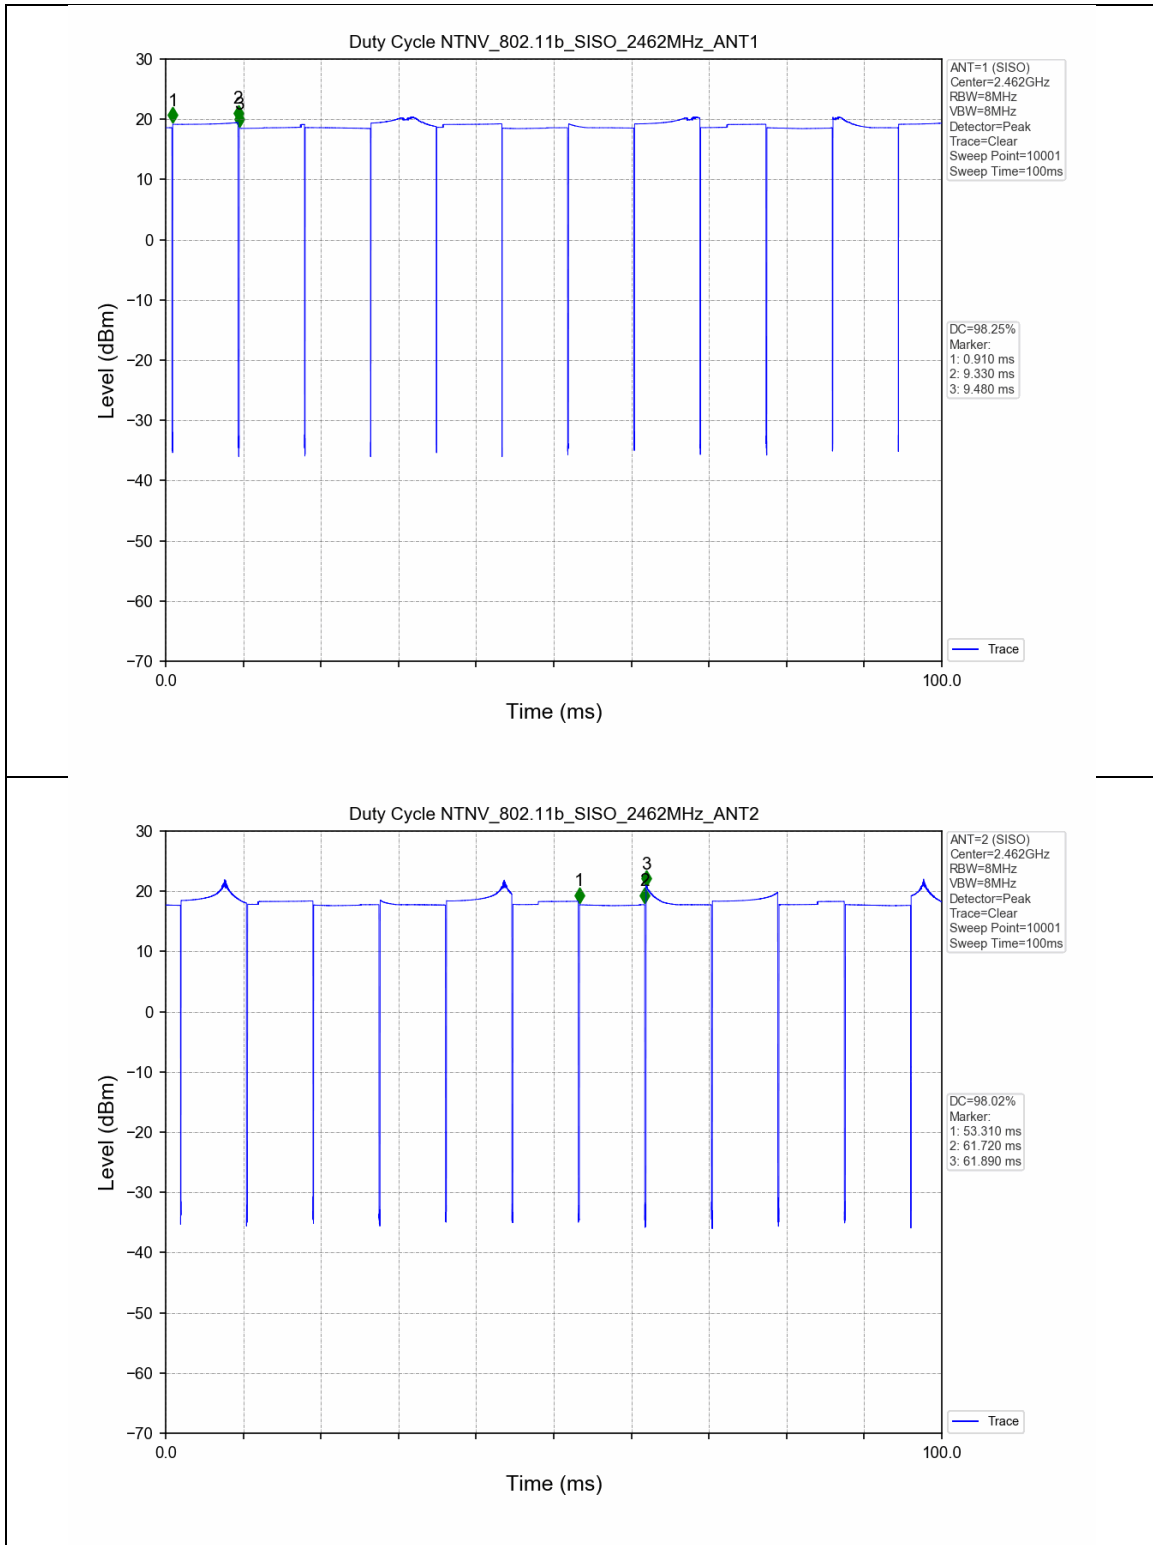 Duty Cycle NTNV_802.11b_SISO_2462MHz_ANT1
30
20
10
0
−10
−20
−30
−40
−50
−60
−70
Level (dBm)
1
2
3
0.0
100.0
Time (ms)
ANT=1 (SISO)
Center=2.462GHz
RBW=8MHz
VBW=8MHz
Detector=Peak
Trace=Clear
Sweep Point=10001
Sweep Time=100ms
DC=98.25%
Marker:
1: 0.910 ms
2: 9.330 ms
3: 9.480 ms
Trace
Duty Cycle NTNV_802.11b_SISO_2462MHz_ANT2
30
20
10
0
−10
−20
−30
−40
−50
−60
−70
Level (dBm)
1
2
3
0.0
100.0
Time (ms)
ANT=2 (SISO)
Center=2.462GHz
RBW=8MHz
VBW=8MHz
Detector=Peak
Trace=Clear
Sweep Point=10001
Sweep Time=100ms
DC=98.02%
Marker:
1: 53.310 ms
2: 61.720 ms
3: 61.890 ms
Trace